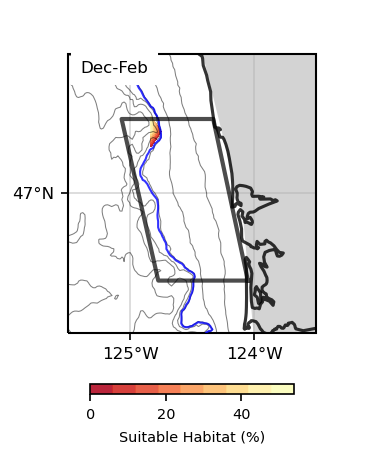 Dec-Feb
47°N
125°W 124°W
0 20 40
Suitable Habitat (%)